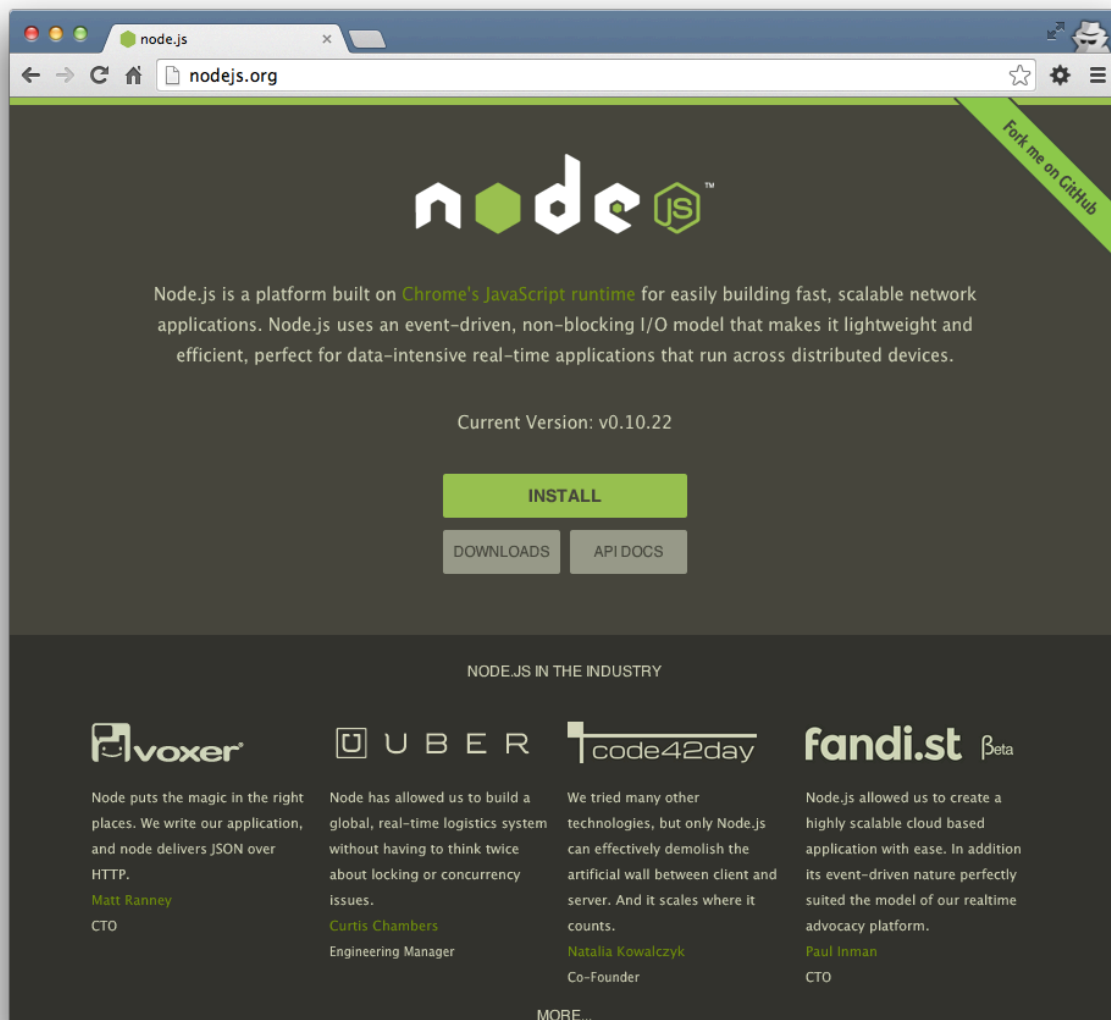 node.js
nodejs.org
Fork me on GitHub
node JS ™
Node.js is a platform built on Chrome's JavaScript runtime for easily building fast, scalable network
applications. Node.js uses an event-driven, non-blocking I/O model that makes it lightweight and
efficient, perfect for data-intensive real-time applications that run across distributed devices.
Current Version: v0.10.22
INSTALL
DOWNLOADS
API DOCS
NODE.JS IN THE INDUSTRY
voxer®
Node puts the magic in the right
places. We write our application,
and node delivers JSON over
HTTP.
Matt Ranney
CTO
U UBER
Node has allowed us to build a
global, real-time logistics system
without having to think twice
about locking or concurrency
issues.
Curtis Chambers
Engineering Manager
code42day
We tried many other
technologies, but only Node.js
can effectively demolish the
artificial wall between client and
server. And it scales where it
counts.
Natalia Kowalczyk
Co-Founder
fandi.st βeta
Node.js allowed us to create a
highly scalable cloud based
application with ease. In addition
its event-driven nature perfectly
suited the model of our realtime
advocacy platform.
Paul Inman
CTO
MORE...